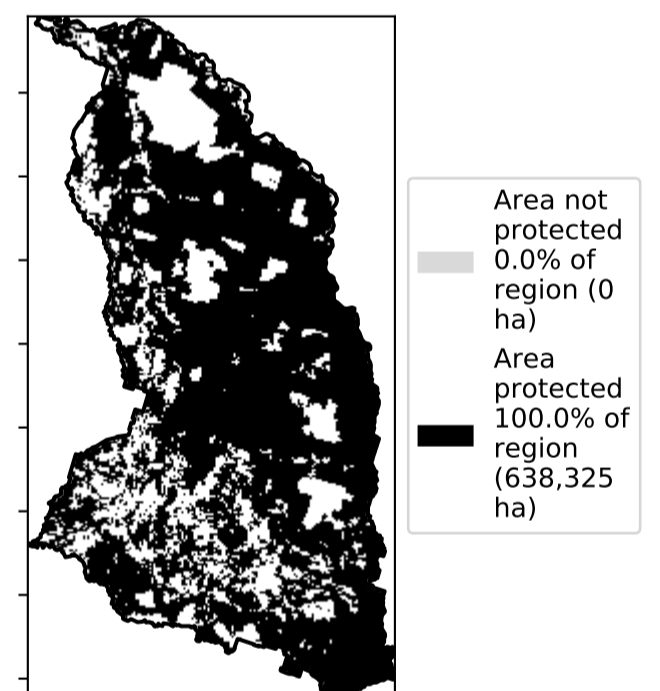 Area not
protected
0.0% of
region (0
ha)
Area
protected
100.0% of
region
(638,325
ha)